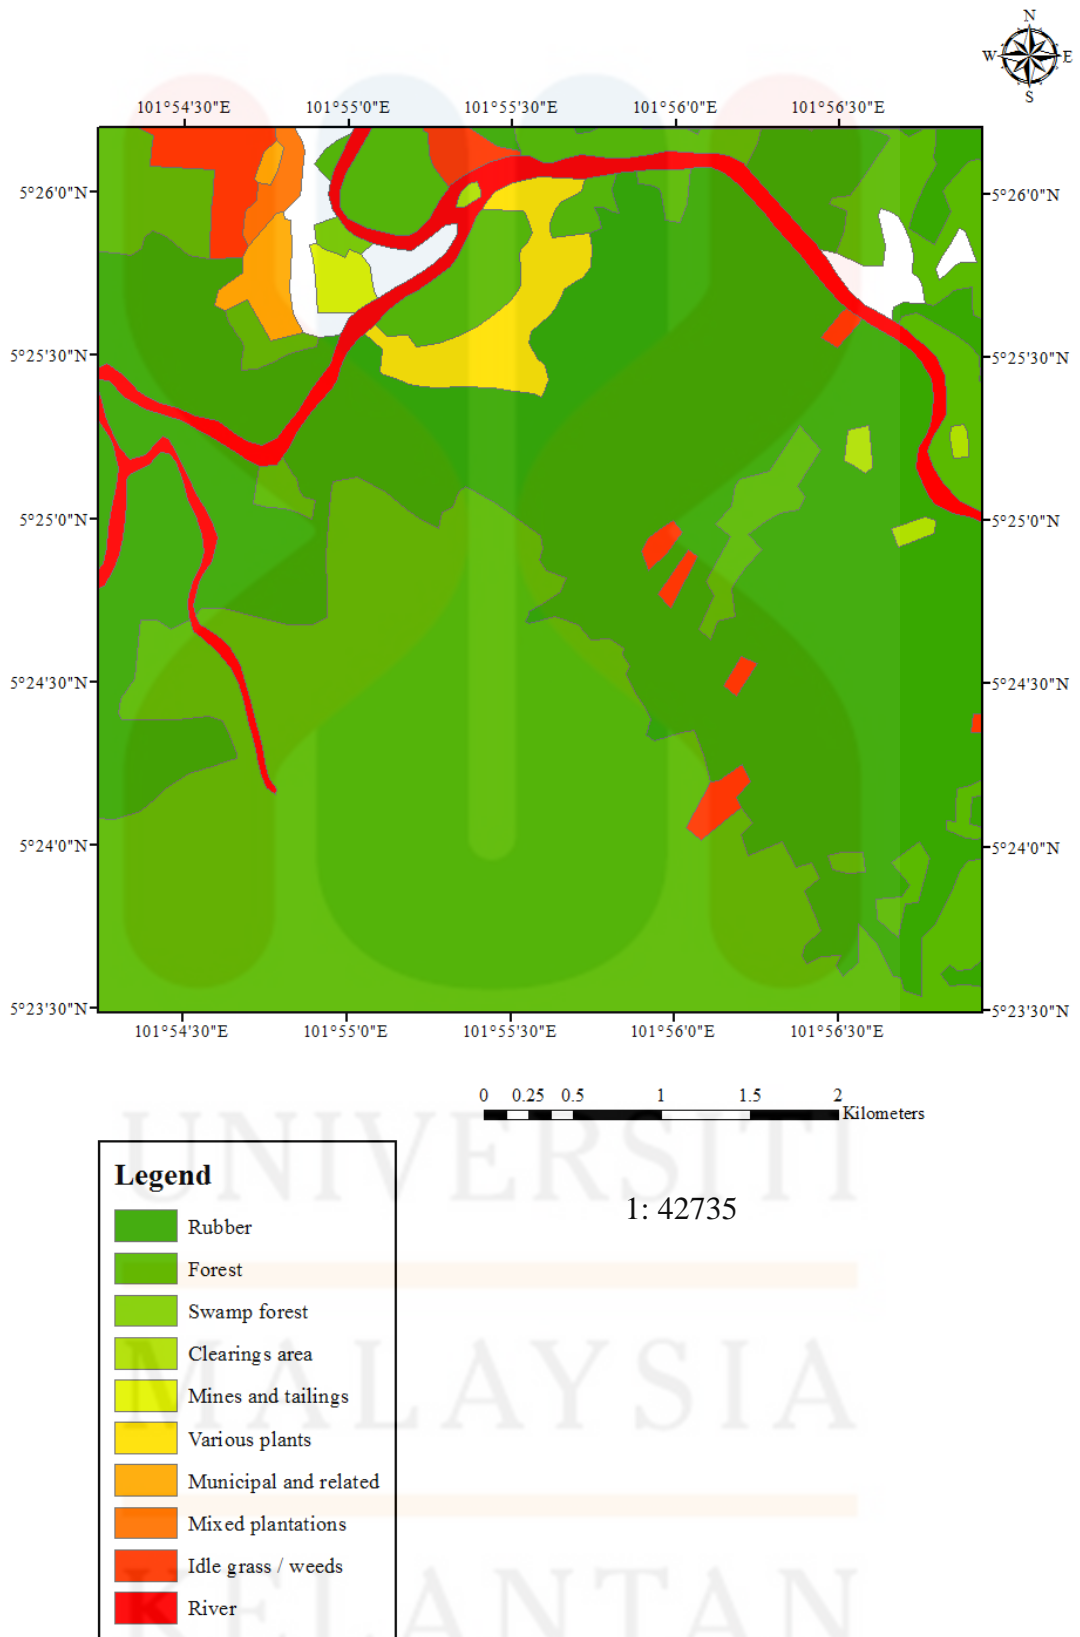 N
W E
S
101°54'30"E 101°55'0"E 101°55'30"E 101°56'0"E 101°56'30"E
5°26'0"N 5°26'0"N
5°25'30"N 5°25'30"N
5°25'0"N 5°25'0"N
5°24'30"N 5°24'30"N
5°24'0"N 5°24'0"N
5°23'30"N 5°23'30"N
101°54'30"E 101°55'0"E 101°55'30"E 101°56'0"E 101°56'30"E
0 0.25 0.5 1 1.5 2
Kilometers
UNIVERSITI
1: 42735
Legend
Rubber
Forest
Swamp forest
Clearings area
Mines and tailings
Various plants
Municipal and related
Mixed plantations
Idle grass / weeds
River
MALAYSIA
KELANTAN